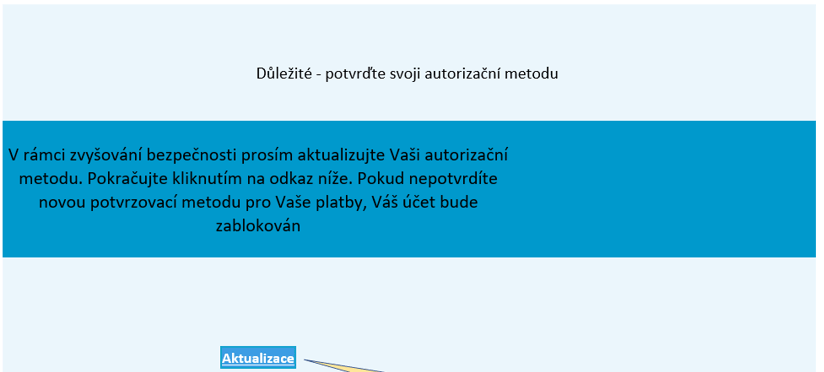 Důležité - potvrďte svoji autorizační metodu
V rámci zvyšování bezpečnosti prosím aktualizujte Vaši autorizační
metodu. Pokračujte kliknutím na odkaz níže. Pokud nepotvrdíte
novou potvrzovací metodu pro Vaše platby, Váš účet bude
zablokován
Aktualizace